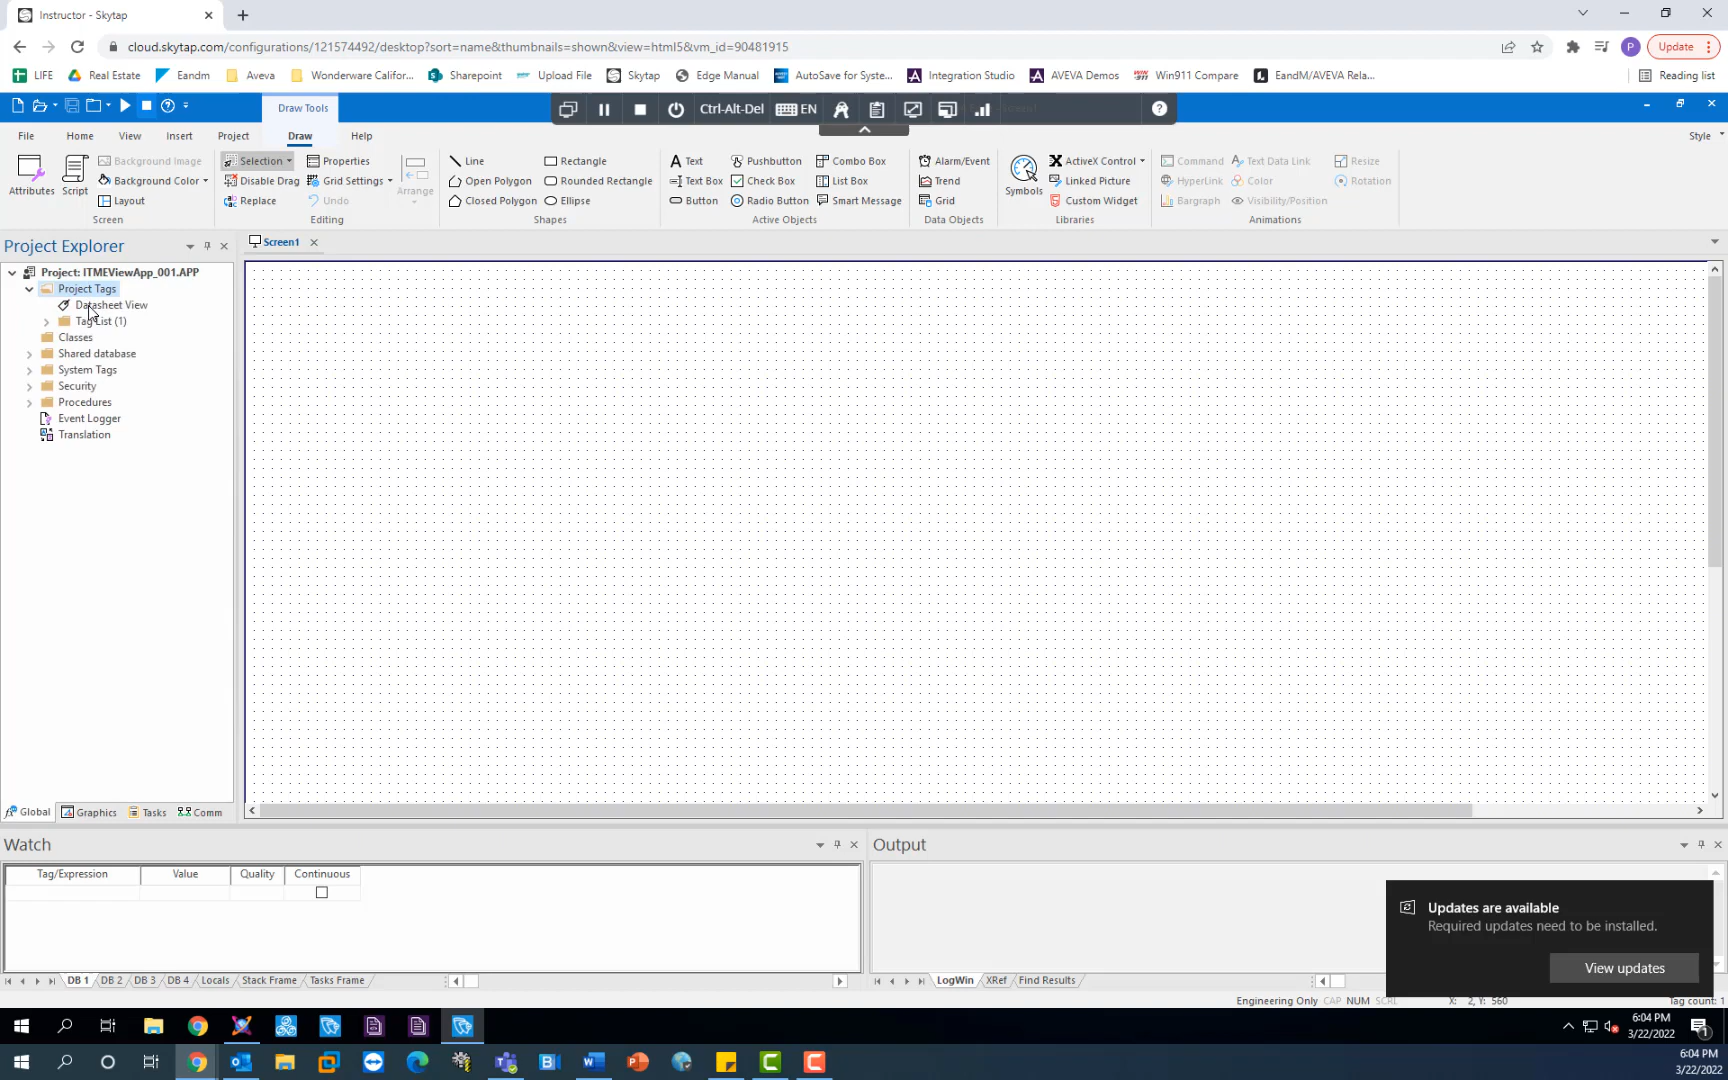 Instructor - Skytap
cloud.skytap.com/configurations/121574492/desktop?sort=name&thumbnails=shown&view=html5&vm_id=90481915
P
Update
LIFE Real Estate Eandm Aveva Wonderware Califor... Sharepoint Upload File Skytap Edge Manual AutoSave for Syste... Integration Studio AVEVA Demos Win911 Compare EandM/AVEVA Rela... Reading list
Draw Tools
Ctrl-Alt-Del EN
File Home View Insert Project Draw Help Style
Background Image Selection Properties Line Rectangle Text Pushbutton Combo Box Alarm/Event ActiveX Control Command Text Data Link Resize
Attributes Script Background Color Disable Drag Grid Settings Arrange Open Polygon Rounded Rectangle Text Box Check Box List Box Trend Symbols Linked Picture HyperLink Color Rotation
Layout Replace Undo Closed Polygon Ellipse Button Radio Button Smart Message Grid Custom Widget Bargraph Visibility/Position
Screen Editing Shapes Active Objects Data Objects Libraries Animations
Project Explorer
Screen1
Project: ITMEViewApp_001.APP
Project Tags
Datasheet View
Tag List (1)
Classes
Shared database
System Tags
Security
Procedures
Event Logger
Translation
Global Graphics Tasks Comm
Watch
Output
Tag/Expression Value Quality Continuous
Updates are available
Required updates need to be installed.
View updates
DB 1 DB 2 DB 3 DB 4 Locals Stack Frame Tasks Frame
LogWin XRef Find Results
Engineering Only CAP NUM SCRL X: 2, Y: 560 Tag count: 1
6:04 PM
3/22/2022
1
6:04 PM
3/22/2022